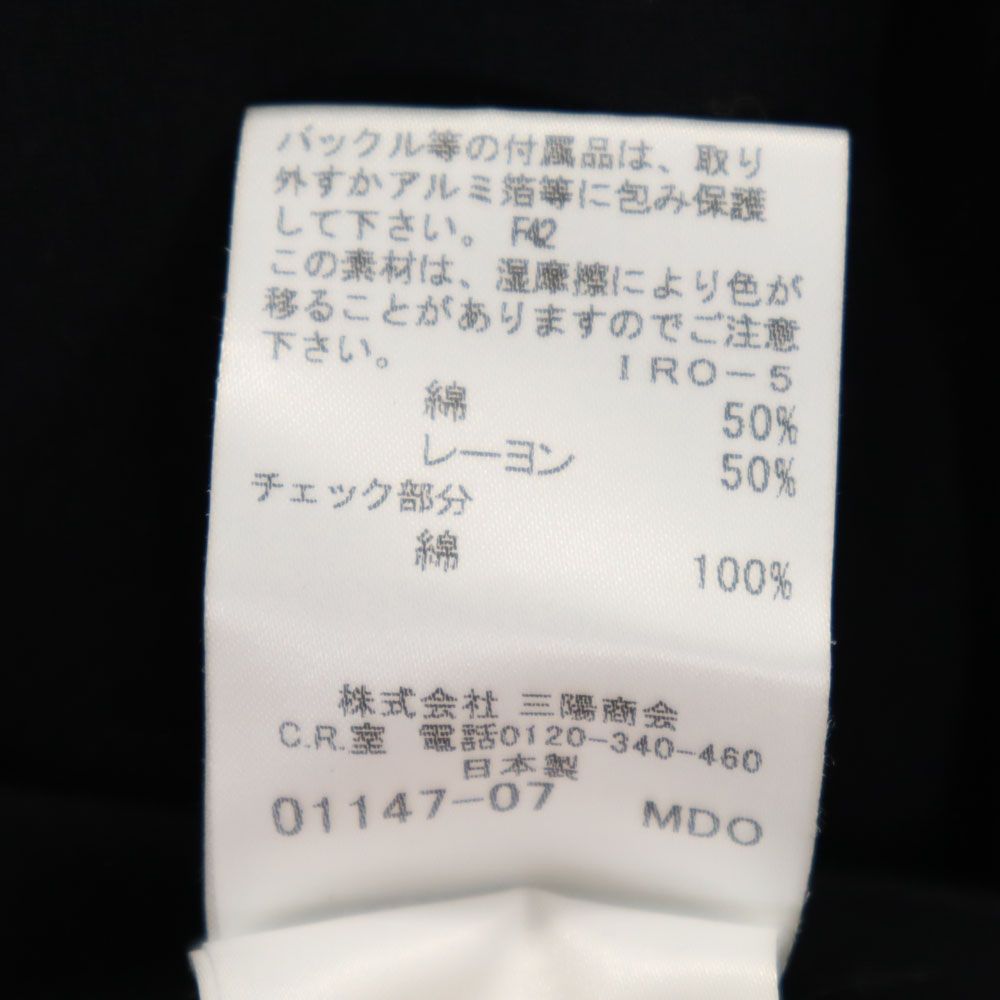 バックル等の付属品は、取り
外すかアルミ箔等に包み保護
して下さい。 F42
この素材は、湿摩擦により色が
移ることがありますのでご注意
下さい。 IRO-5
綿 50%
レーヨン 50%
チェック部分
綿 100%
株式会社 三陽商会
C.R.室 電話0120-340-460
日本製
01147-07 MDO